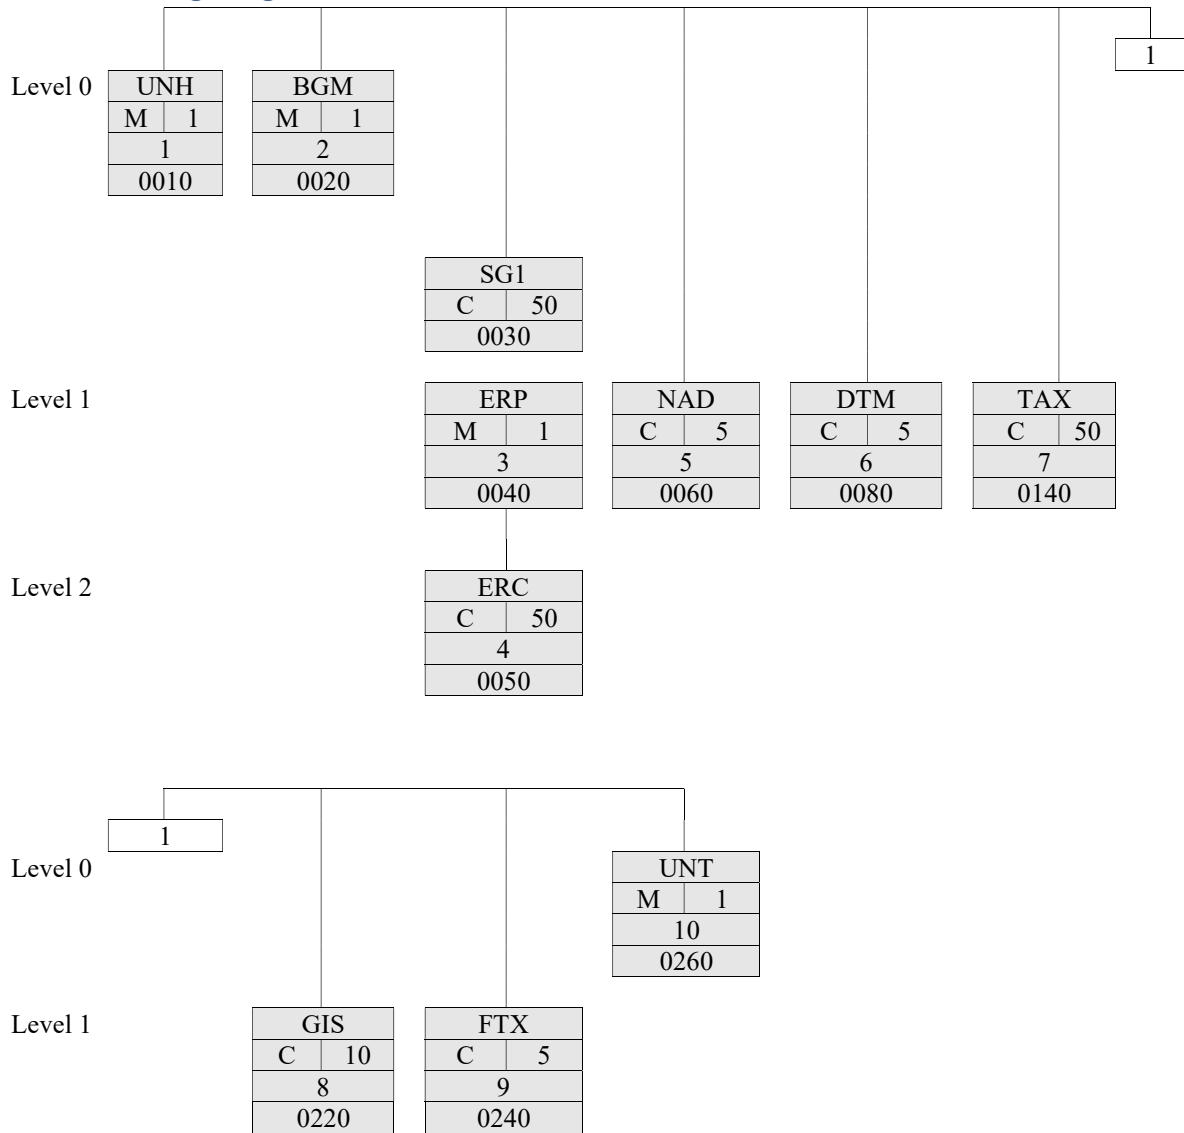 1
Level 0 UNH BGM
M 1 M 1
1 2
0010 0020
SG1
C 50
0030
Level 1 ERP NAD DTM TAX
M 1 C 5 C 5 C 50
3 5 6 7
0040 0060 0080 0140
Level 2 ERC
C 50
4
0050
1
Level 0 UNT
M 1
10
0260
Level 1 GIS FTX
C 10 C 5
8 9
0220 0240